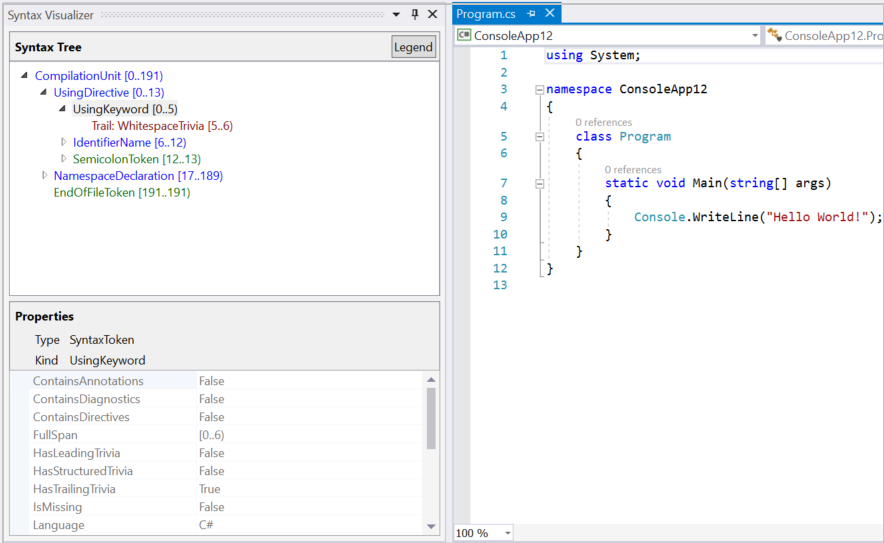 Syntax Visualizer
Syntax Tree
Legend
CompilationUnit [0..191)
UsingDirective [0..13)
UsingKeyword [0..5)
Trail: WhitespaceTrivia [5..6)
IdentifierName [6..12)
SemicolonToken [12..13)
NamespaceDeclaration [17..189)
EndOfFileToken [191..191)
Properties
Type SyntaxToken
Kind UsingKeyword
ContainsAnnotations False
ContainsDiagnostics False
ContainsDirectives False
FullSpan [0..6)
HasLeadingTrivia False
HasStructuredTrivia False
HasTrailingTrivia True
IsMissing False
Language C#
Program.cs
C# ConsoleApp12
ConsoleApp12.Pro
1 using System;
2
3 namespace ConsoleApp12
4 {
0 references
5 class Program
6 {
0 references
7 static void Main(string[] args)
8 {
9 Console.WriteLine("Hello World!");
10 }
11 }
12 }
13
100 %